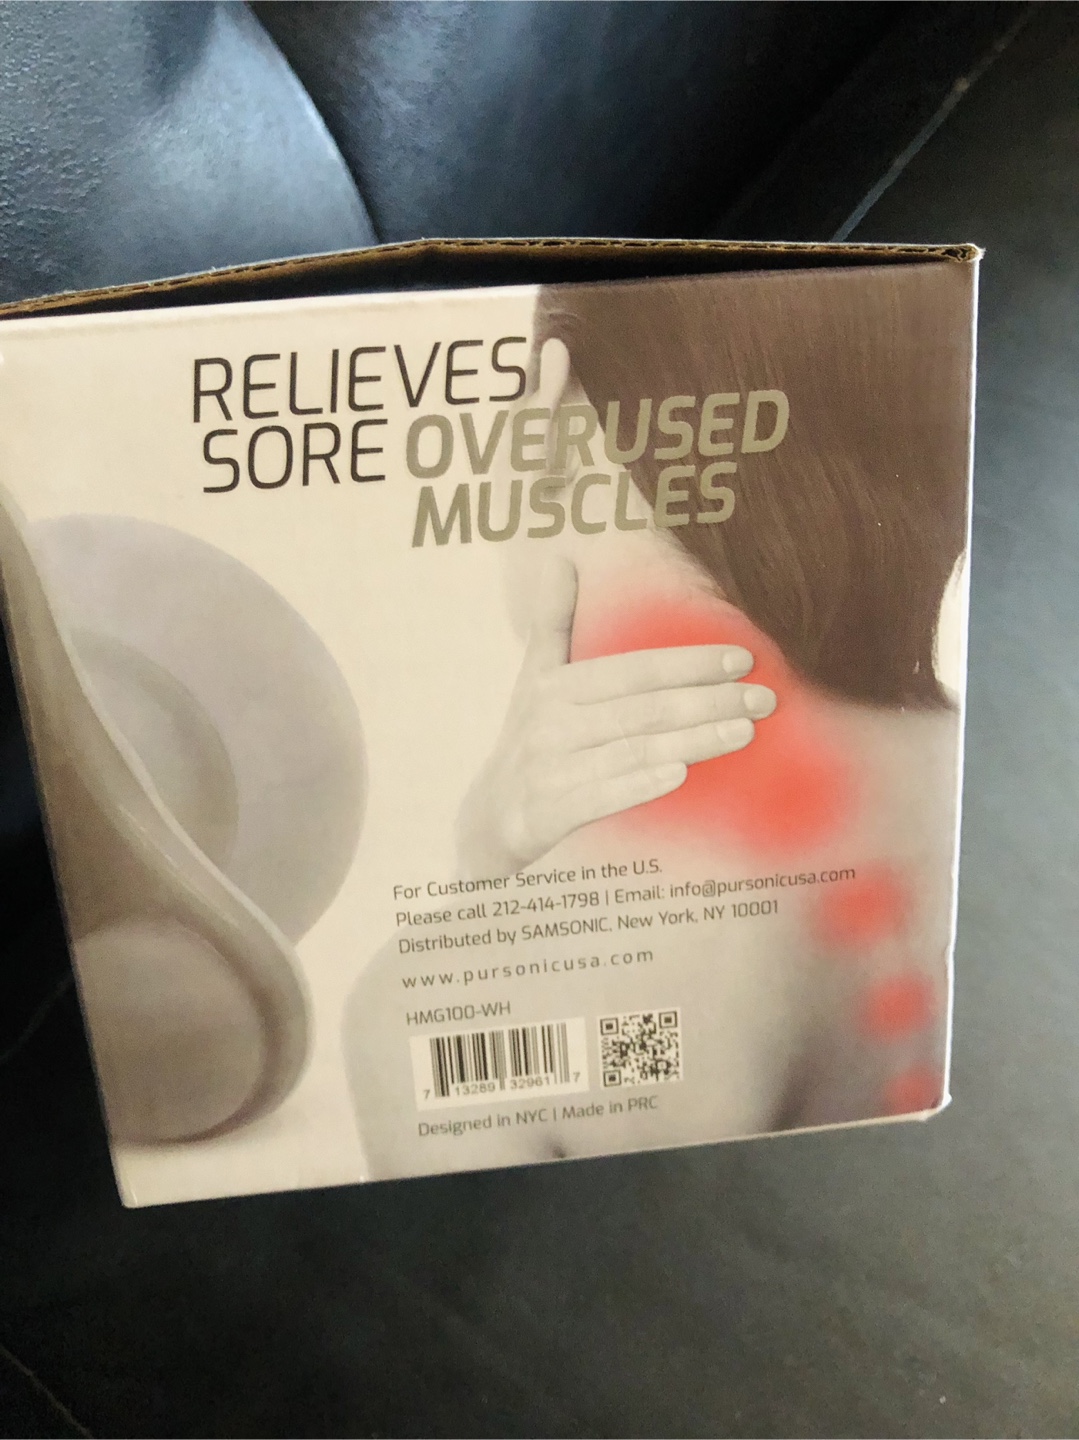 RELIEVES
SORE OVERUSED
MUSCLES
For Customer Service in the U.S.
Please call 212-414-1798 | Email: info@pursonicusa.com
Distributed by SAMSONIC, New York, NY 10001
www.pursonicusa.com
HMG100-WH
7 13289 32961 7
Designed in NYC | Made in PRC